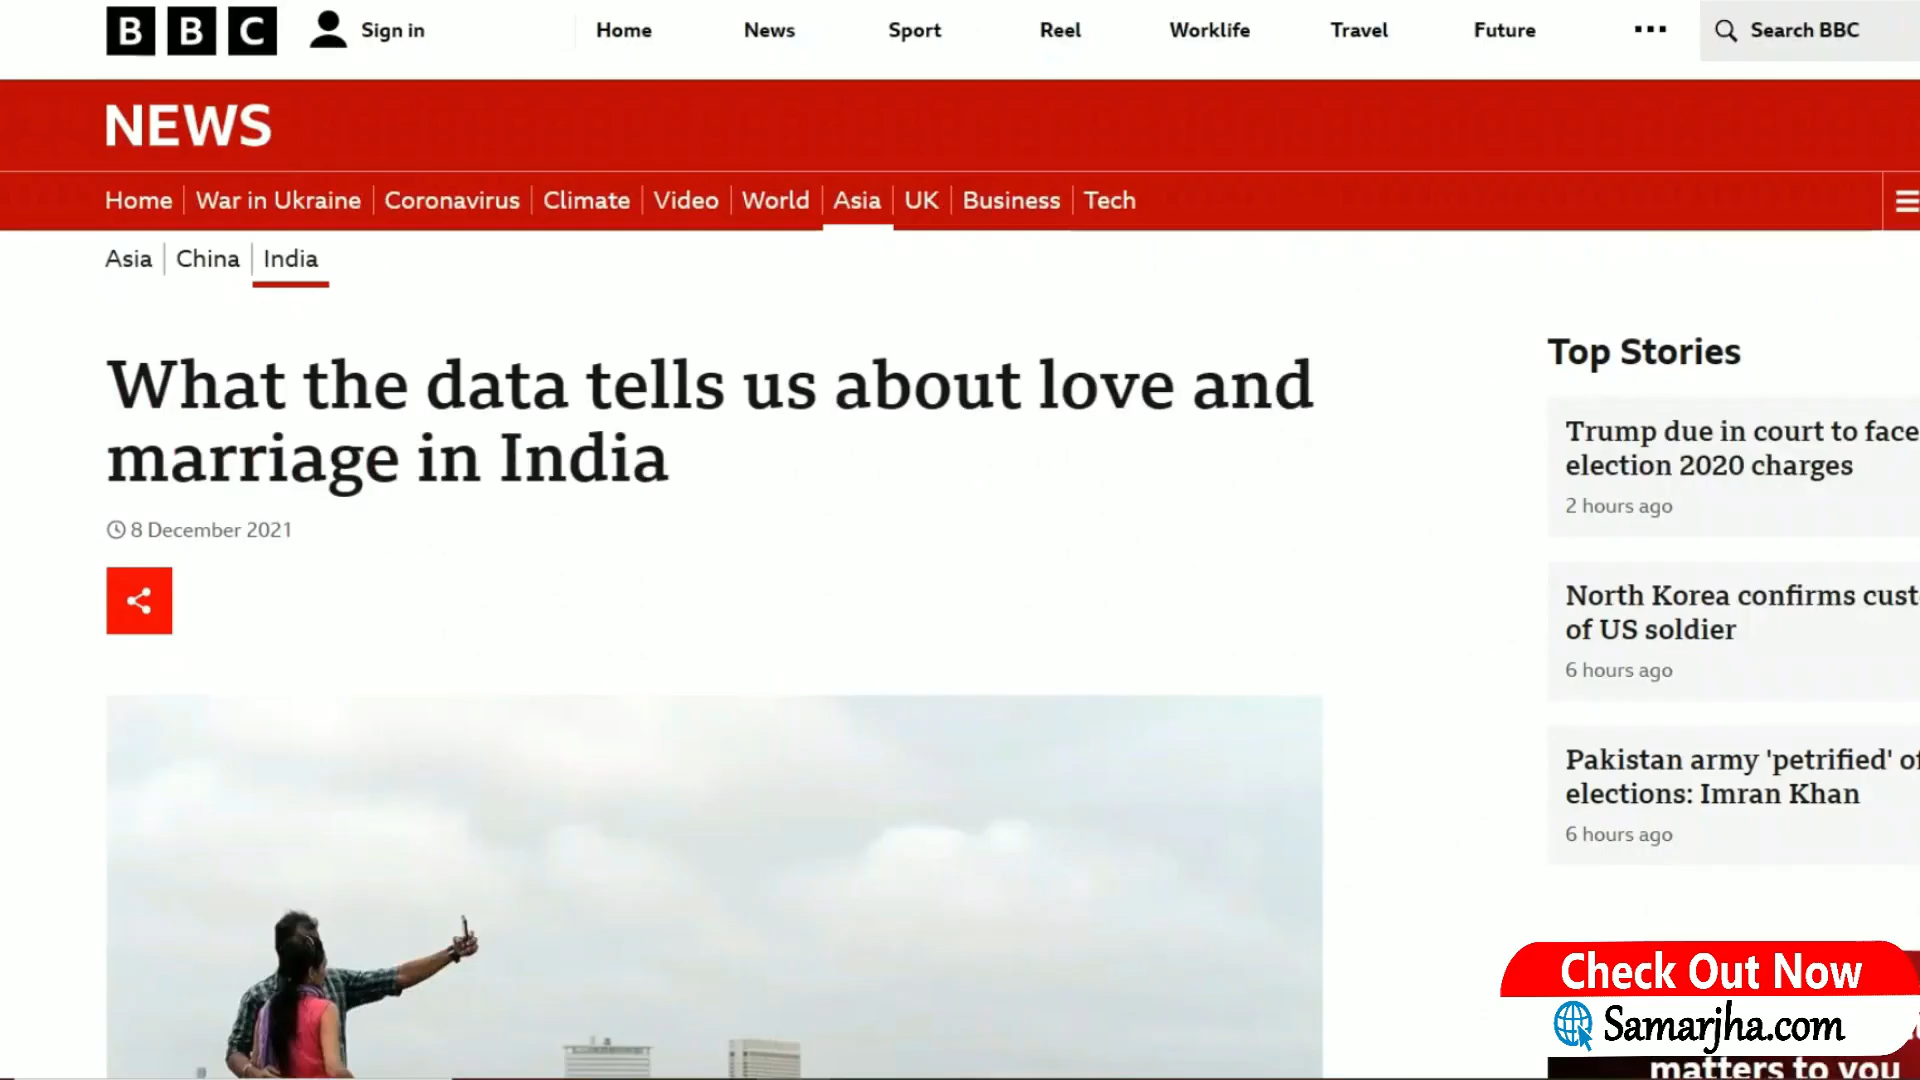 BBC
Sign in
Home
News
Sport
Reel
Worklife
Travel
Future
Search BBC
NEWS
Home
War in Ukraine
Coronavirus
Climate
Video
World
Asia
UK
Business
Tech
Asia
China
India
What the data tells us about love and
marriage in India
8 December 2021
Top Stories
Trump due in court to face
election 2020 charges
2 hours ago
North Korea confirms cust
of US soldier
6 hours ago
Pakistan army 'petrified' of
elections: Imran Khan
6 hours ago
Check Out Now
Samarjha.com
matters to you